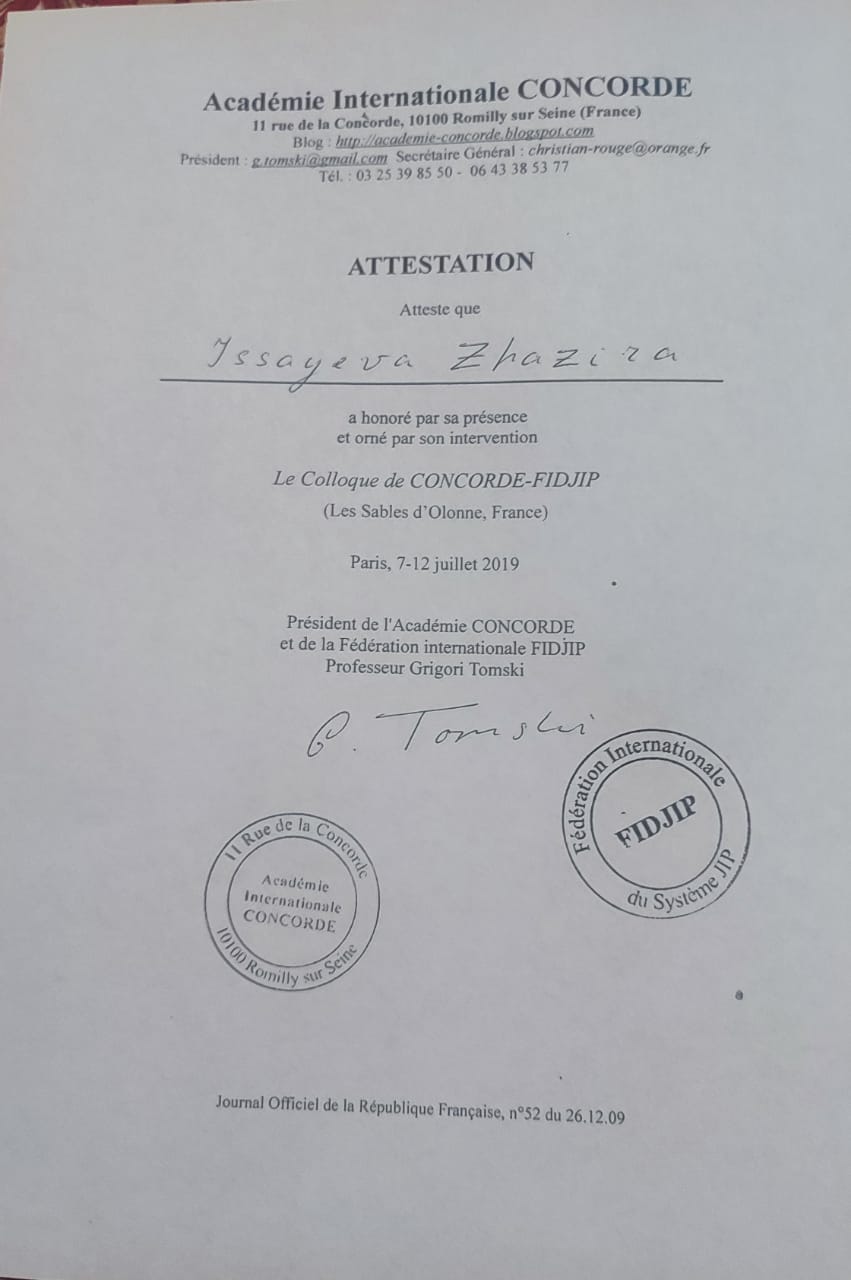 Académie Internationale CONCORDE
11 rue de la Concorde, 10100 Romilly sur Seine (France)
Blog : http://academie-concorde.blogspot.com
Président : g.tomski@gmail.com Secrétaire Général : christian-rouge@orange.fr
Tél. : 03 25 39 85 50 - 06 43 38 53 77
ATTESTATION
Atteste que
Issayeva Zhazira
a honoré par sa présence
et orné par son intervention
Le Colloque de CONCORDE-FIDJIP
(Les Sables d'Olonne, France)
Paris, 7-12 juillet 2019
Président de l'Académie CONCORDE
et de la Fédération internationale FIDJIP
Professeur Grigori Tomski
G. Tomski
Fédération Internationale
FIDJIP
du Système JIP
11 Rue de la Concorde
Académie
Internationale
CONCORDE
10100 Romilly sur Seine
Journal Officiel de la République Française, n°52 du 26.12.09